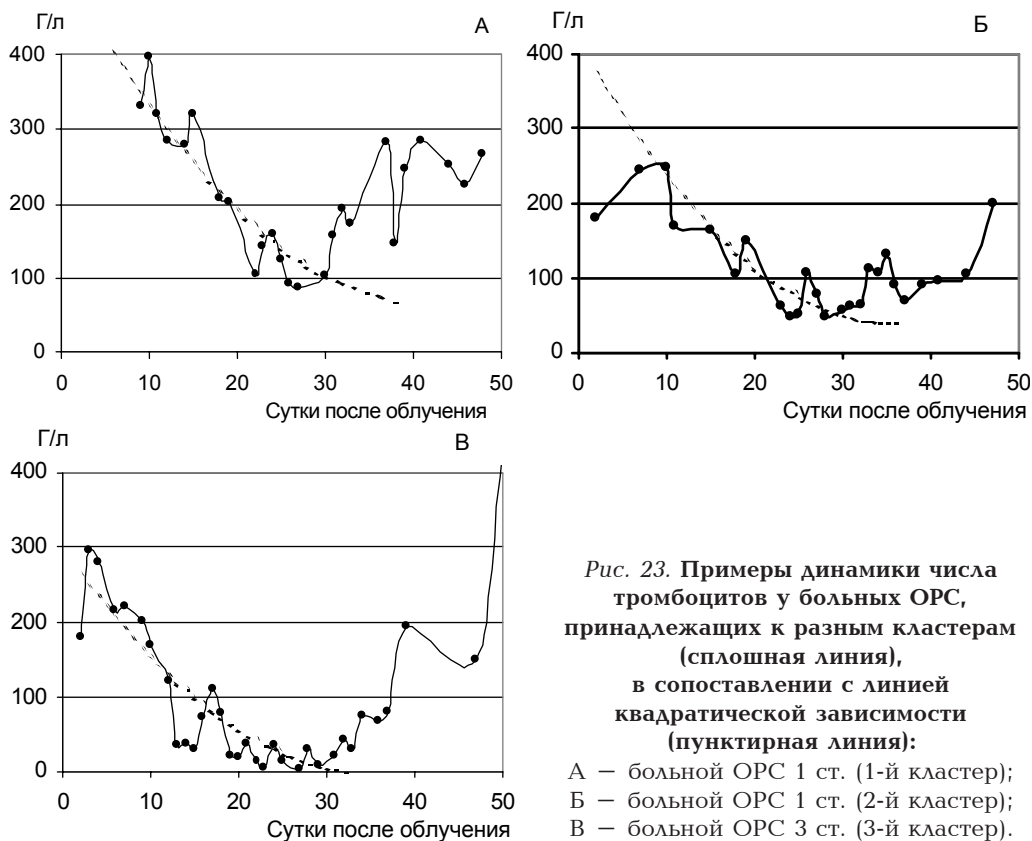 Г/л
А
400
300
200
100
0
0 10 20 30 40 50
Сутки после облучения
Г/л
Б
400
300
200
100
0
0 10 20 30 40 50
Сутки после облучения
Г/л
В
400
300
200
100
0
0 10 20 30 40 50
Сутки после облучения
Рис. 23. Примеры динамики числа
тромбоцитов у больных ОРС,
принадлежащих к разным кластерам
(сплошная линия),
в сопоставлении с линией
квадратической зависимости
(пунктирная линия):
А – больной ОРС 1 ст. (1-й кластер);
Б – больной ОРС 1 ст. (2-й кластер);
В – больной ОРС 3 ст. (3-й кластер).